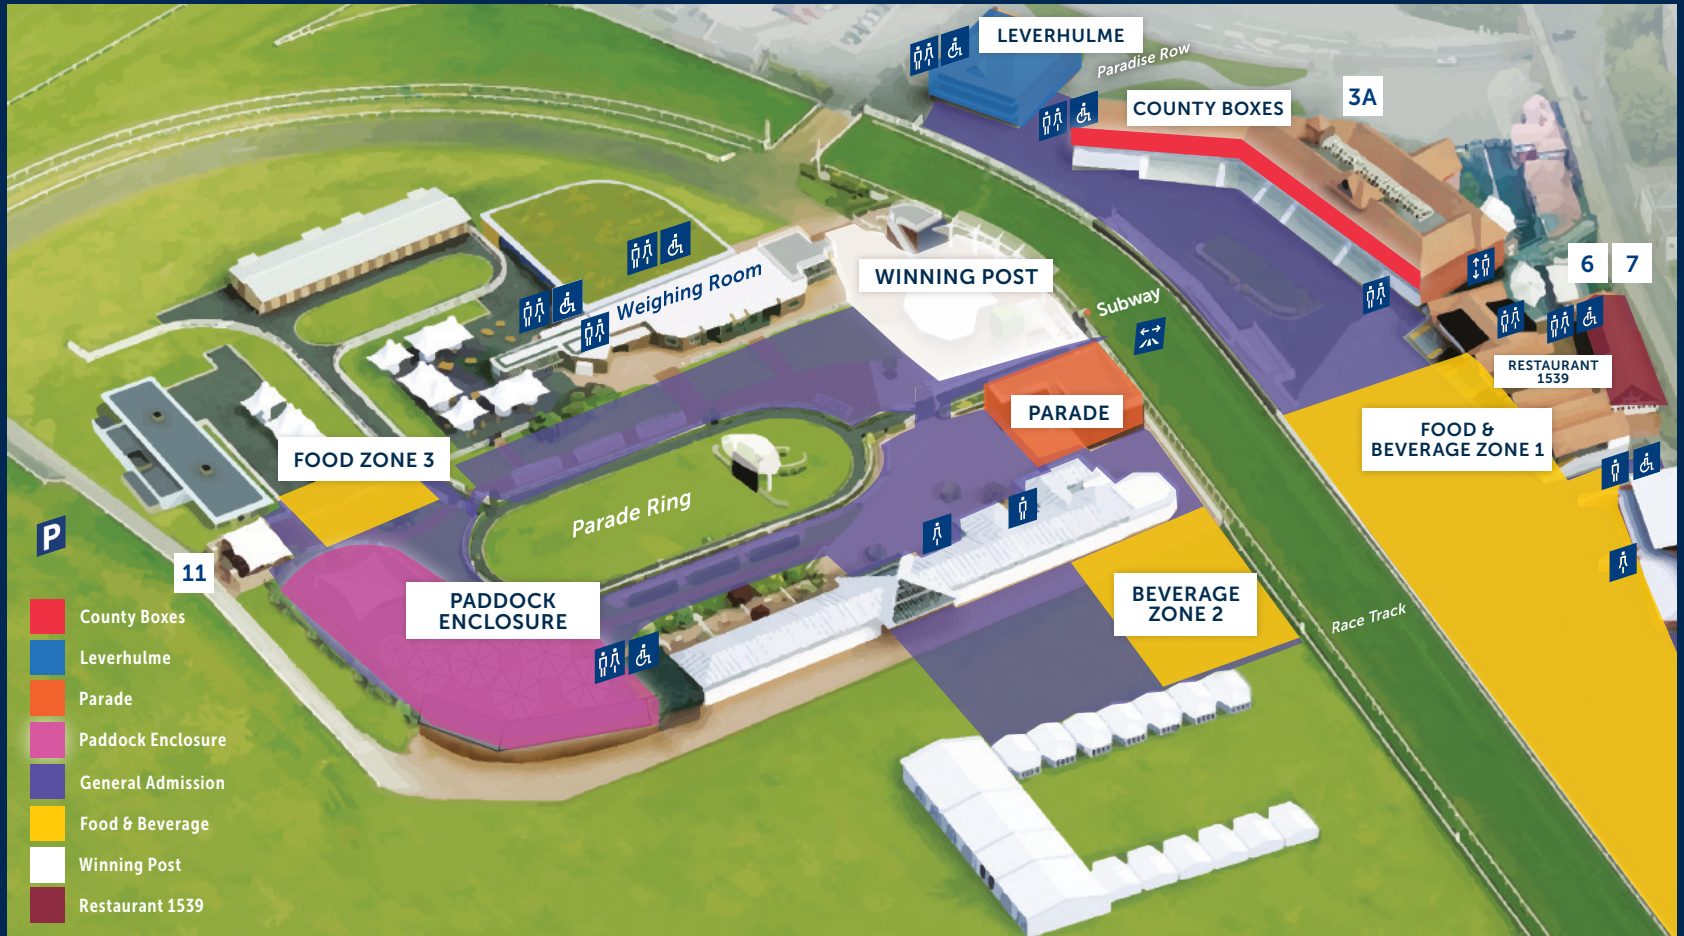 LEVERHULME
Paradise Row
COUNTY BOXES
3A
Weighing Room
WINNING POST
Subway
6
7
RESTAURANT
1539
PARADE
FOOD &
BEVERAGE ZONE 1
FOOD ZONE 3
Parade Ring
P
11
PADDOCK
ENCLOSURE
BEVERAGE
ZONE 2
Race Track
County Boxes
Leverhulme
Parade
Paddock Enclosure
General Admission
Food & Beverage
Winning Post
Restaurant 1539